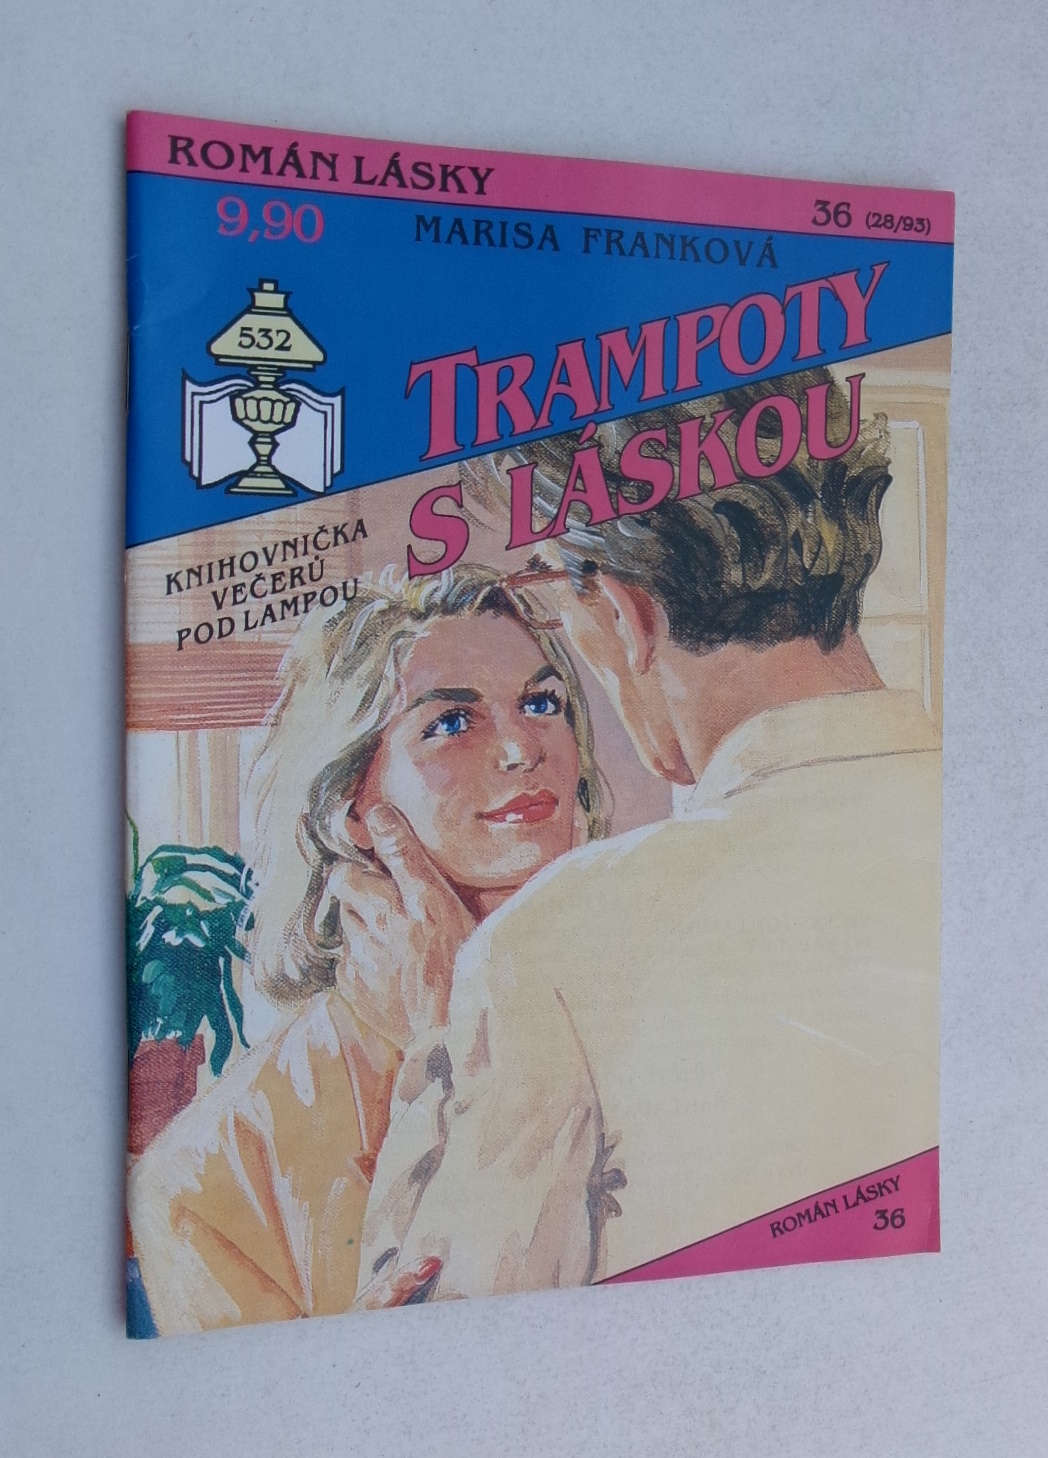 ROMÁN LÁSKY
36 (28/93)
9,90
MARISA FRANKOVÁ
TRAMPOTY
S LÁSKOU
532
KNIHOVNIČKA
VEČERŮ
POD LAMPOU
ROMÁN LÁSKY
36